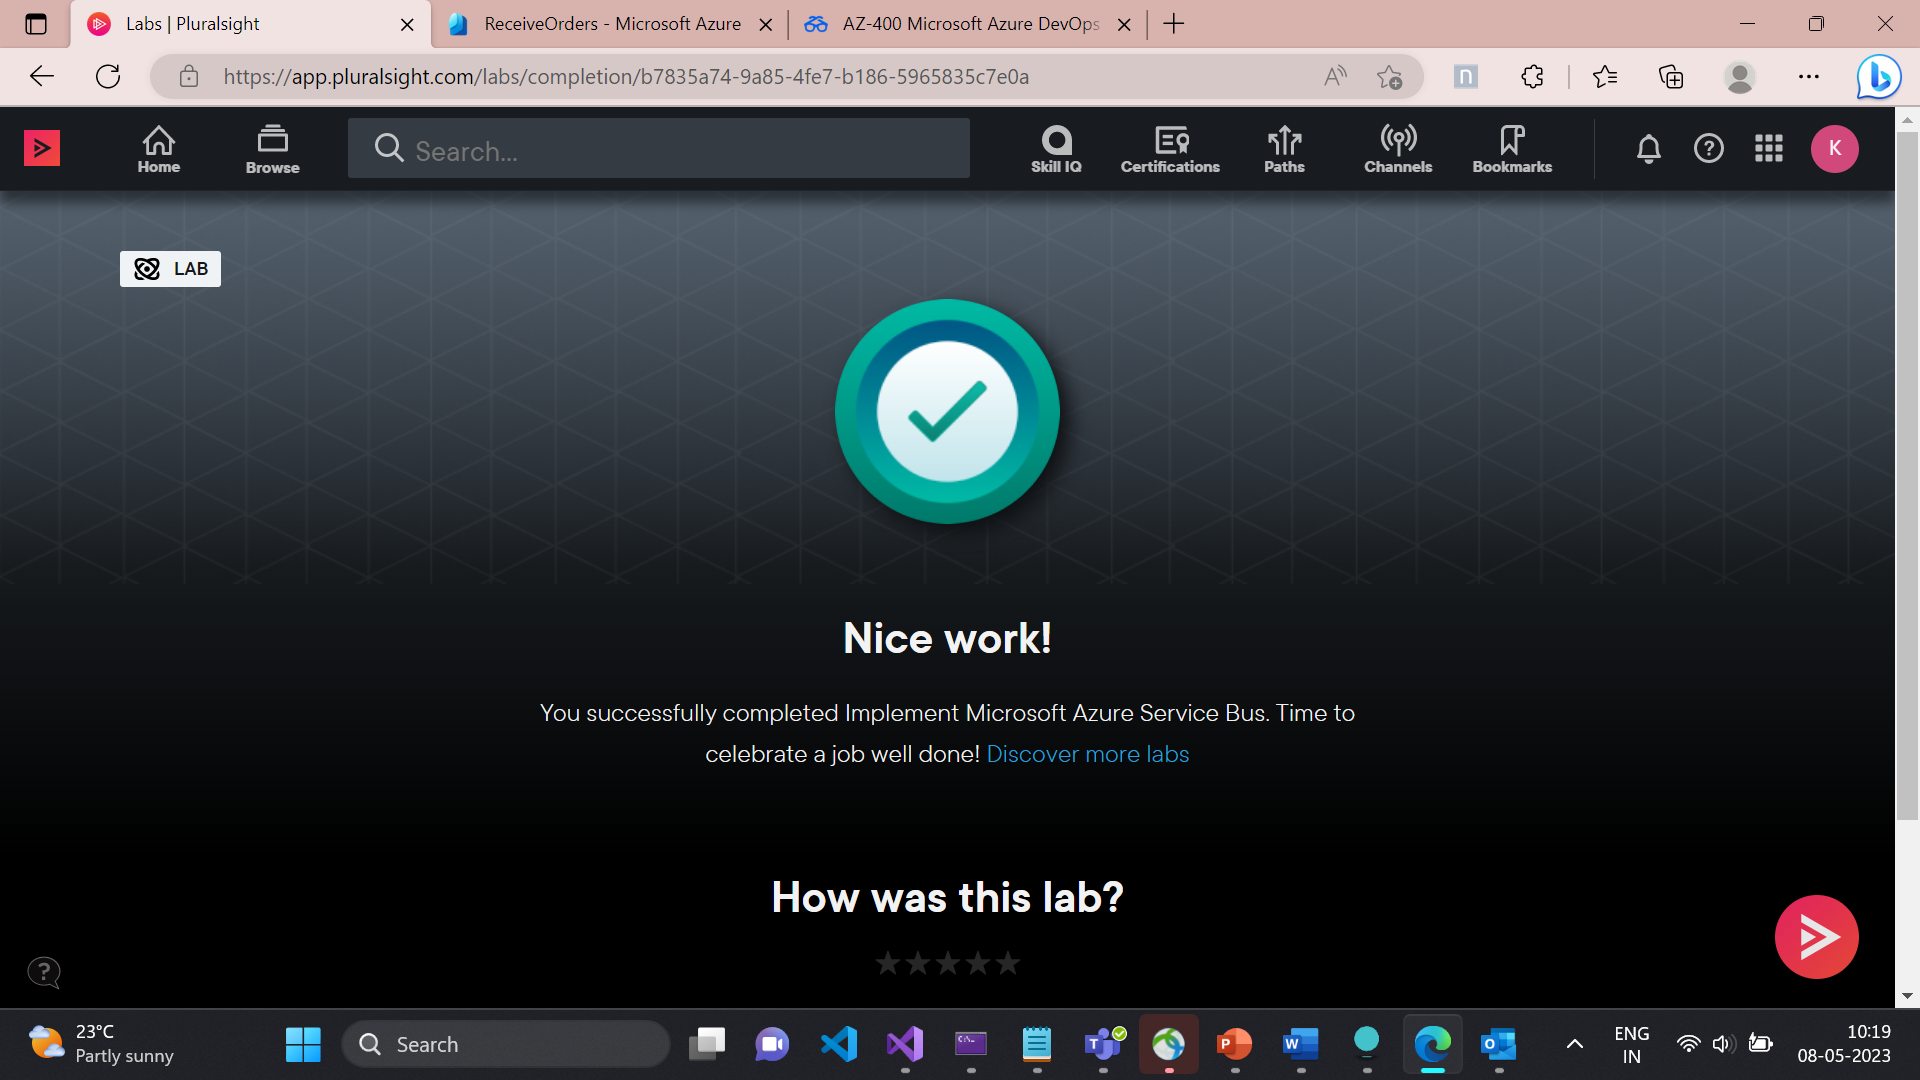 Labs | Pluralsight
ReceiveOrders - Microsoft Azure
AZ-400 Microsoft Azure DevOps
https://app.pluralsight.com/labs/completion/b7835a74-9a85-4fe7-b186-5965835c7e0a
Home
Browse
Search...
Skill IQ
Certifications
Paths
Channels
Bookmarks
K
LAB
Nice work!
You successfully completed Implement Microsoft Azure Service Bus. Time to
celebrate a job well done! Discover more labs
How was this lab?
23°C
Partly sunny
Search
ENG
IN
10:19
08-05-2023